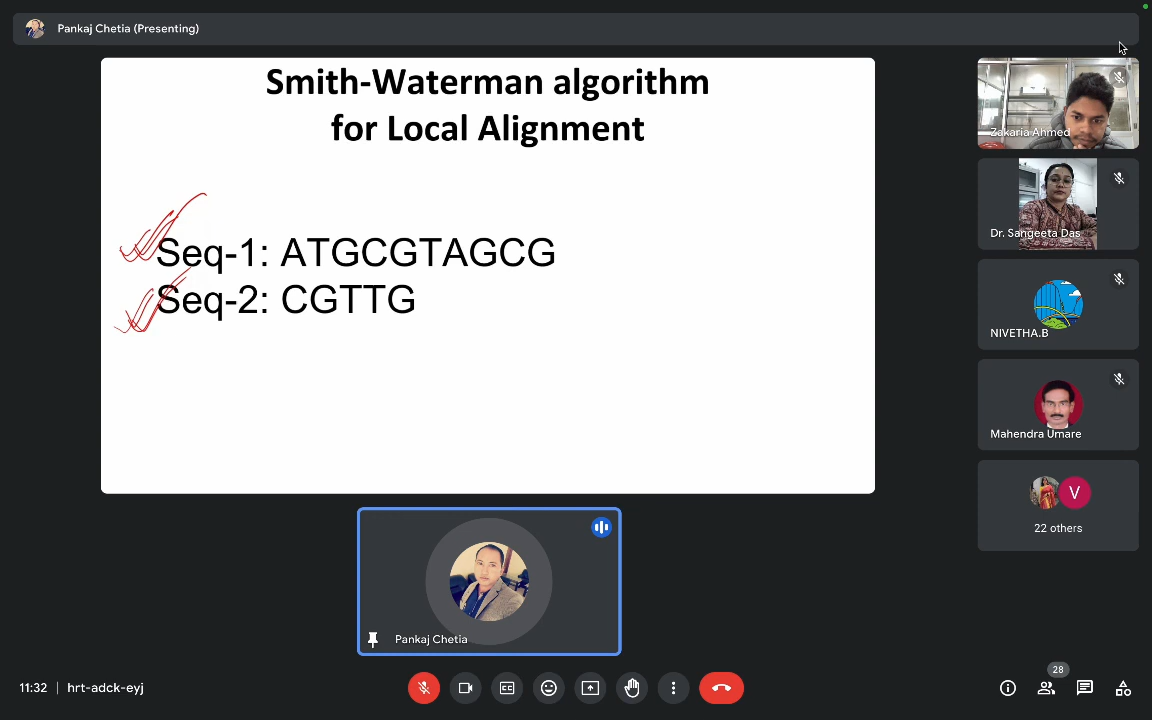 Pankaj Chetia (Presenting)
Smith-Waterman algorithm
for Local Alignment
Seq-1: ATGCGTAGCG
Seq-2: CGTTG
Zakaria Ahmed
Dr. Sangeeta Das
NIVETHA.B
Mahendra Umare
V
22 others
Pankaj Chetia
11:32 | hrt-adck-eyj
28